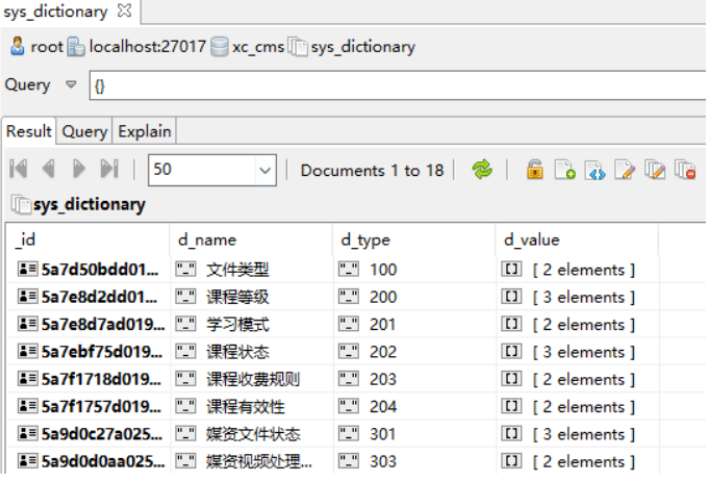 sys_dictionary
root localhost:27017 xc_cms sys_dictionary
Query {}
Result Query Explain
50 Documents 1 to 18
sys_dictionary
_id d_name d_type d_value
5a7d50bdd01... "_" 文件类型 "_" 100 [ 2 elements ]
5a7e8d2dd01... "_" 课程等级 "_" 200 [ 3 elements ]
5a7e8d7ad019... "_" 学习模式 "_" 201 [ 2 elements ]
5a7ebf75d019... "_" 课程状态 "_" 202 [ 3 elements ]
5a7f1718d019... "_" 课程收费规则 "_" 203 [ 2 elements ]
5a7f1757d019... "_" 课程有效性 "_" 204 [ 2 elements ]
5a9d0c27a025... "_" 媒资文件状态 "_" 301 [ 3 elements ]
5a9d0d0aa025... "_" 媒资视频处理... "_" 303 [ 2 elements ]